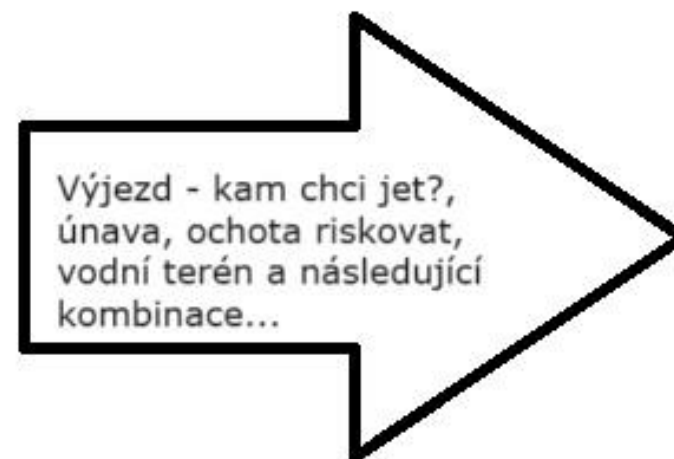 Výjezd - kam chci jet?,
únava, ochota riskovat,
vodní terén a následující
kombinace...